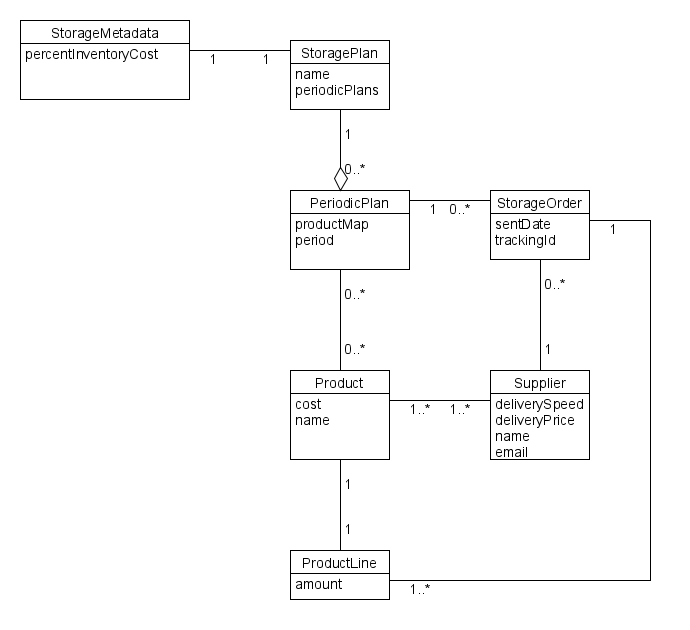 StorageMetadata
percentInventoryCost
1
1
StoragePlan
name
periodicPlans
1
0..*
PeriodicPlan
productMap
period
1
0..*
StorageOrder
sentDate
trackingId
1
0..*
0..*
0..*
1
Product
cost
name
1..*
1..*
Supplier
deliverySpeed
deliveryPrice
name
email
1
1
ProductLine
amount
1..*